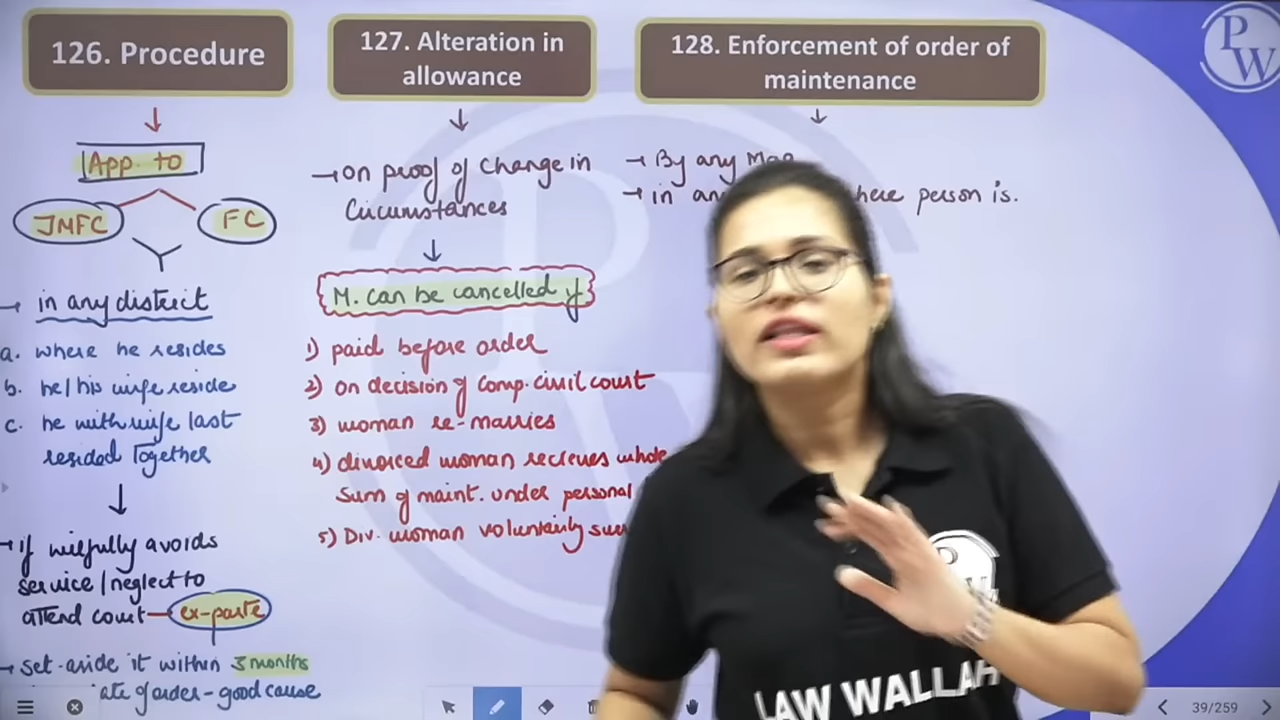 126. Procedure
App. to
JMFC
FC
→ in any district
a. where he resides
b. he/his wife reside
c. he with wife last
resided together
→ if wilfully avoids
service/neglect to
attend court — ex-parte
→ set-aside it within 3 months
ate of order - good cause
127. Alteration in
allowance
→ on proof of change in
Circumstances
M. can be cancelled if
1) paid before order
2) on decision of comp. civil court
3) woman re-marries
4) divorced woman recieves whole
sum of maint. under personal
5) Div. woman voluntarily
128. Enforcement of order of
maintenance
→ By any
→ in
here person is.
PW
LAW WALLAH
39/259